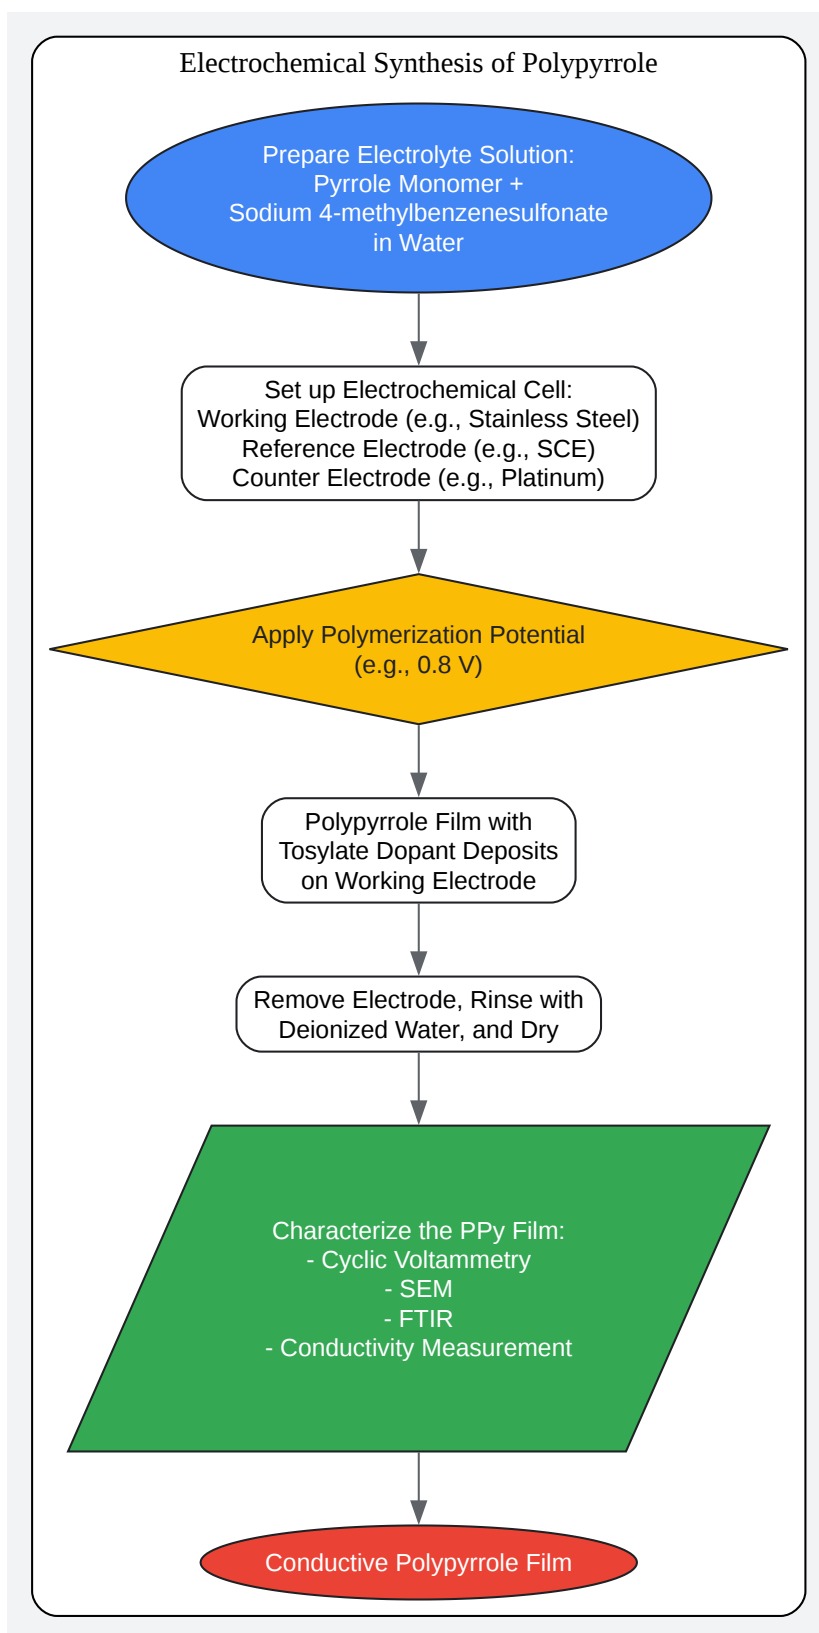 Electrochemical Synthesis of Polypyrrole
Prepare Electrolyte Solution:
Pyrrole Monomer +
Sodium 4-methylbenzenesulfonate
in Water
Set up Electrochemical Cell:
Working Electrode (e.g., Stainless Steel)
Reference Electrode (e.g., SCE)
Counter Electrode (e.g., Platinum)
Apply Polymerization Potential
(e.g., 0.8 V)
Polypyrrole Film with
Tosylate Dopant Deposits
on Working Electrode
Remove Electrode, Rinse with
Deionized Water, and Dry
Characterize the PPy Film:
- Cyclic Voltammetry
- SEM
- FTIR
- Conductivity Measurement
Conductive Polypyrrole Film